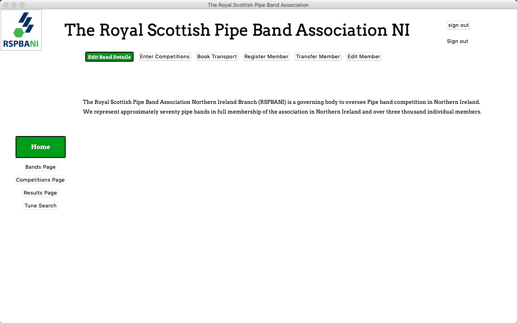 The Royal Scottish Pipe Band Association
RSPBANI
The Royal Scottish Pipe Band Association NI
sign out
Sign out
Edit Band Details
Enter Competitions
Book Transport
Register Member
Transfer Member
Edit Member
The Royal Scottish Pipe Band Association Northern Ireland Branch (RSPBANI) is a governing body to oversee Pipe band competition in Northern Ireland.
We represent approximately seventy pipe bands in full membership of the association in Northern Ireland and over three thousand individual members.
Home
Bands Page
Competitions Page
Results Page
Tune Search